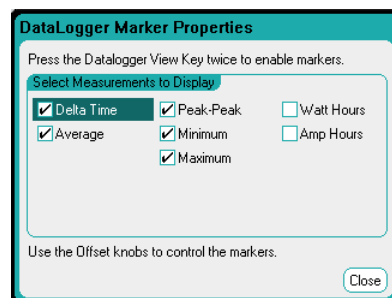 DataLogger Marker Properties
Press the Datalogger View Key twice to enable markers.
Select Measurements to Display
Delta Time Peak-Peak Watt Hours
Average Minimum Amp Hours
Maximum
Use the Offset knobs to control the markers.
Close